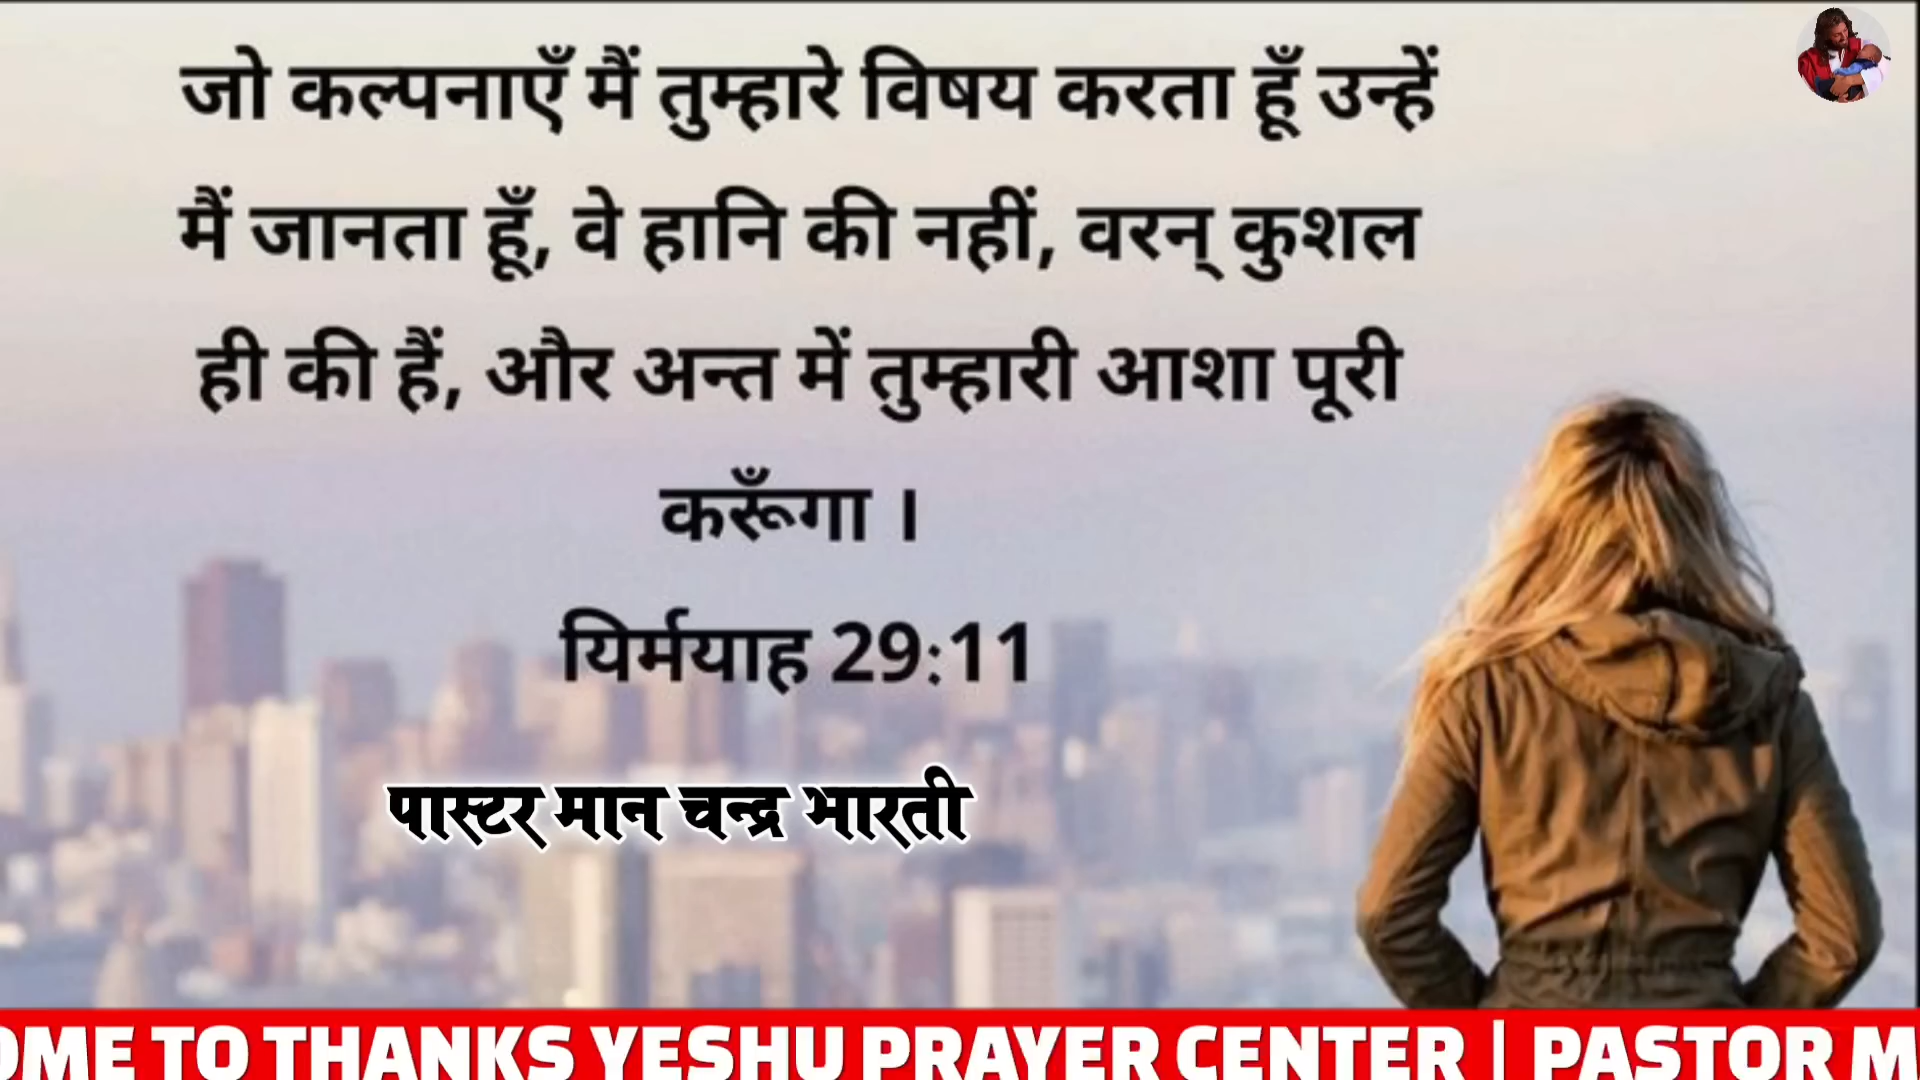 जो कल्पनाएँ मैं तुम्हारे विषय करता हूँ उन्हें
मैं जानता हूँ, वे हानि की नहीं, वरन् कुशल
ही की हैं, और अन्त में तुम्हारी आशा पूरी
करूँगा ।
यिर्मयाह 29:11
पास्टर मान चन्द्र भारती
OME TO THANKS YESHU PRAYER CENTER | PASTOR M